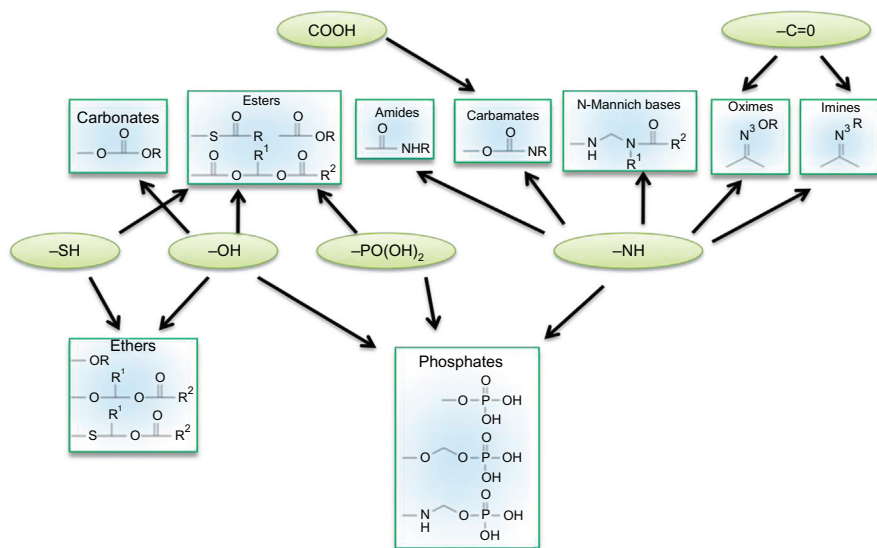 COOH
–C=0
Carbonates
O
O OR
Esters
O O
S R OR
O R¹ O
O O R²
Amides
O
NHR
Carbamates
O
O NR
N-Mannich bases
O
N N R²
H R¹
Oximes
N³ OR
Imines
N³ R
–SH
–OH
–PO(OH)₂
–NH
Ethers
OR
R¹ O
O O R²
R¹ O
S O R²
Phosphates
O
O P OH
OH
O
O O P OH
OH
O
N O P OH
H OH